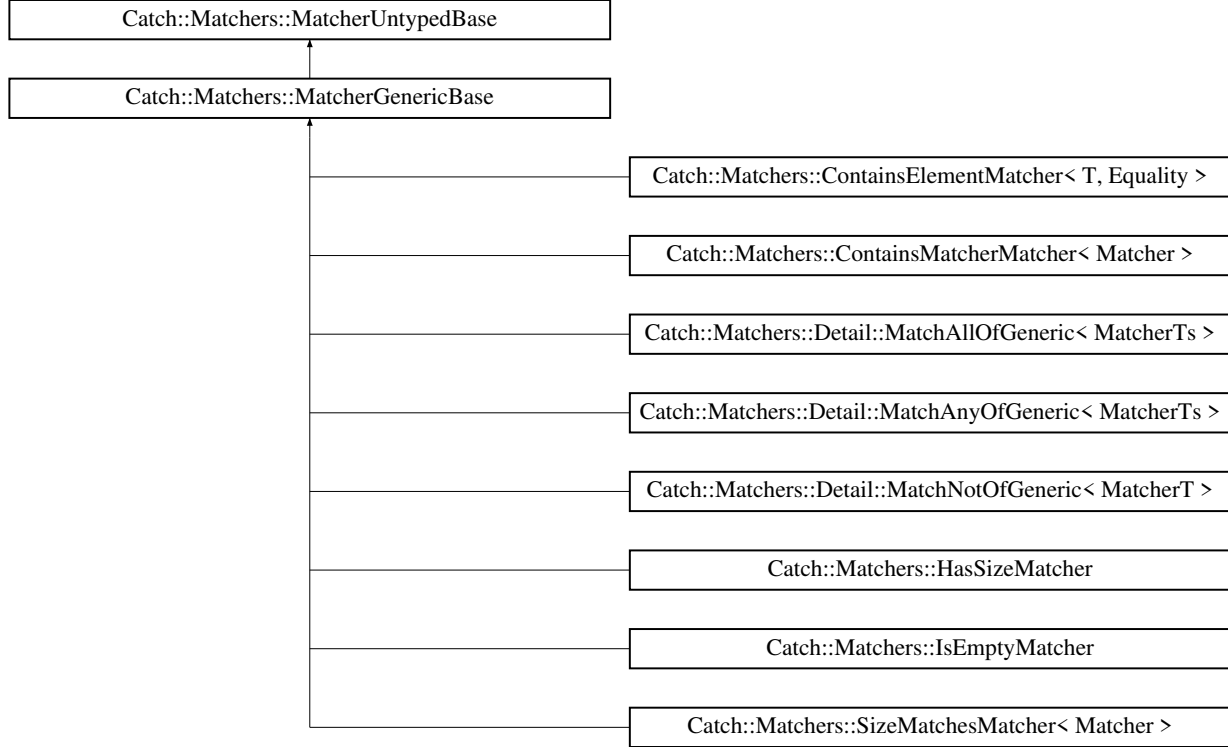 Catch::Matchers::MatcherUntypedBase
Catch::Matchers::MatcherGenericBase
Catch::Matchers::ContainsElementMatcher< T, Equality >
Catch::Matchers::ContainsMatcherMatcher< Matcher >
Catch::Matchers::Detail::MatchAllOfGeneric< MatcherTs >
Catch::Matchers::Detail::MatchAnyOfGeneric< MatcherTs >
Catch::Matchers::Detail::MatchNotOfGeneric< MatcherT >
Catch::Matchers::HasSizeMatcher
Catch::Matchers::IsEmptyMatcher
Catch::Matchers::SizeMatchesMatcher< Matcher >